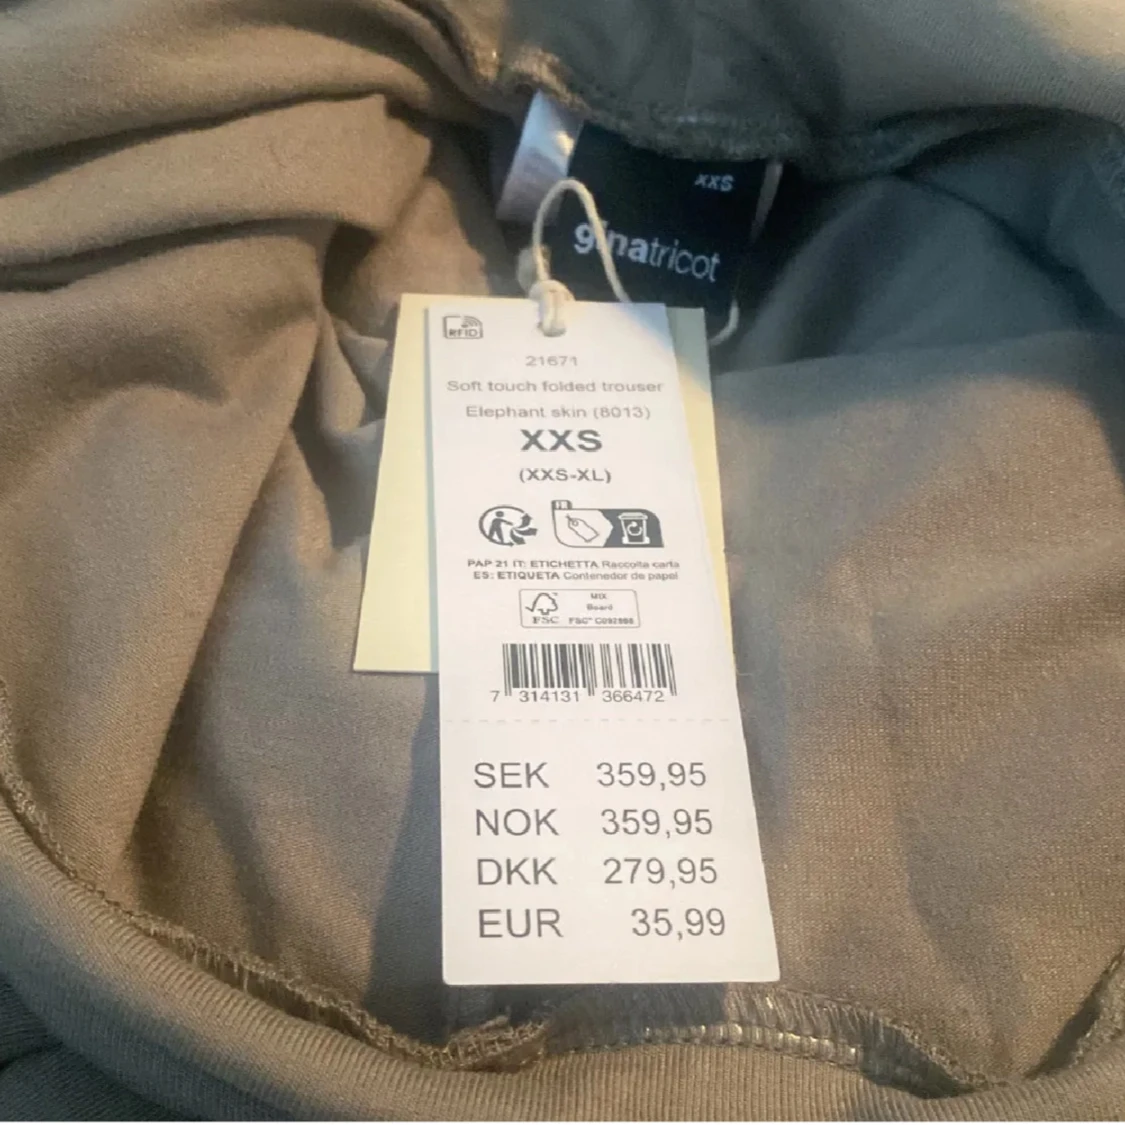 XXS
ginatricot
RFID
21671
Soft touch folded trouser
Elephant skin (8013)
XXS
(XXS-XL)
PAP 21 IT: ETICHETTA Raccolta carta
ES: ETIQUETA Contenedor de papel
MIX
Board
FSC FSC®
7 314131 366472
SEK 359,95
NOK 359,95
DKK 279,95
EUR 35,99